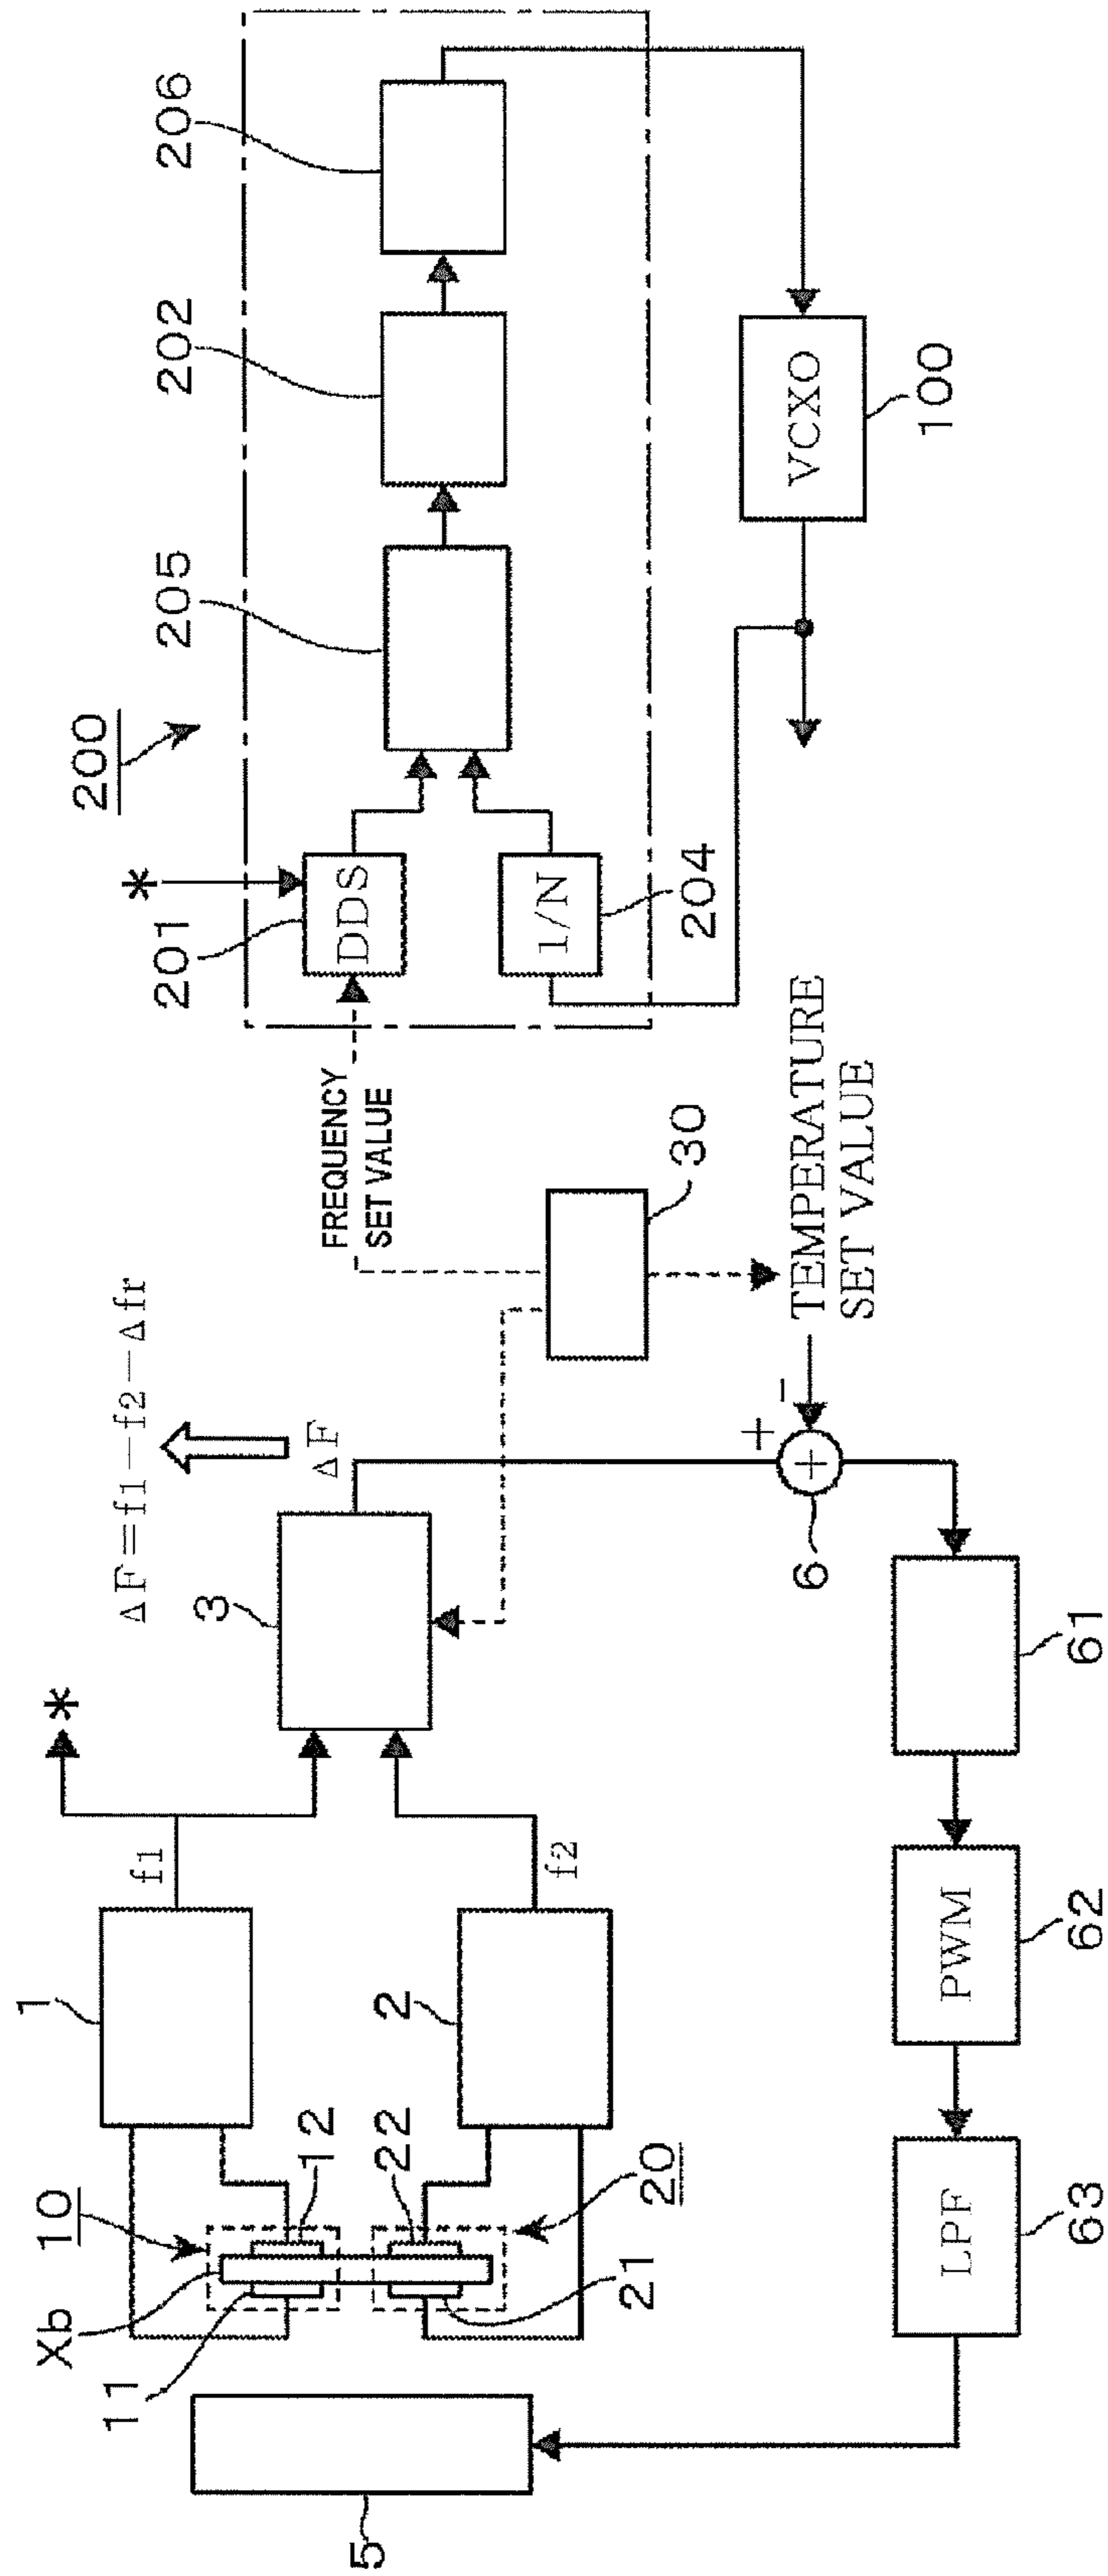 200
201
205
202
206
*
DDS
1/N
204
VCXO
100
FREQUENCY
SET VALUE
30
TEMPERATURE
SET VALUE
ΔF=f1−f2−Δfr
ΔF
3
+
−
+
6
*
f1
f2
1
2
10
12
22
20
Xb
11
21
5
61
PWM
62
LPF
63